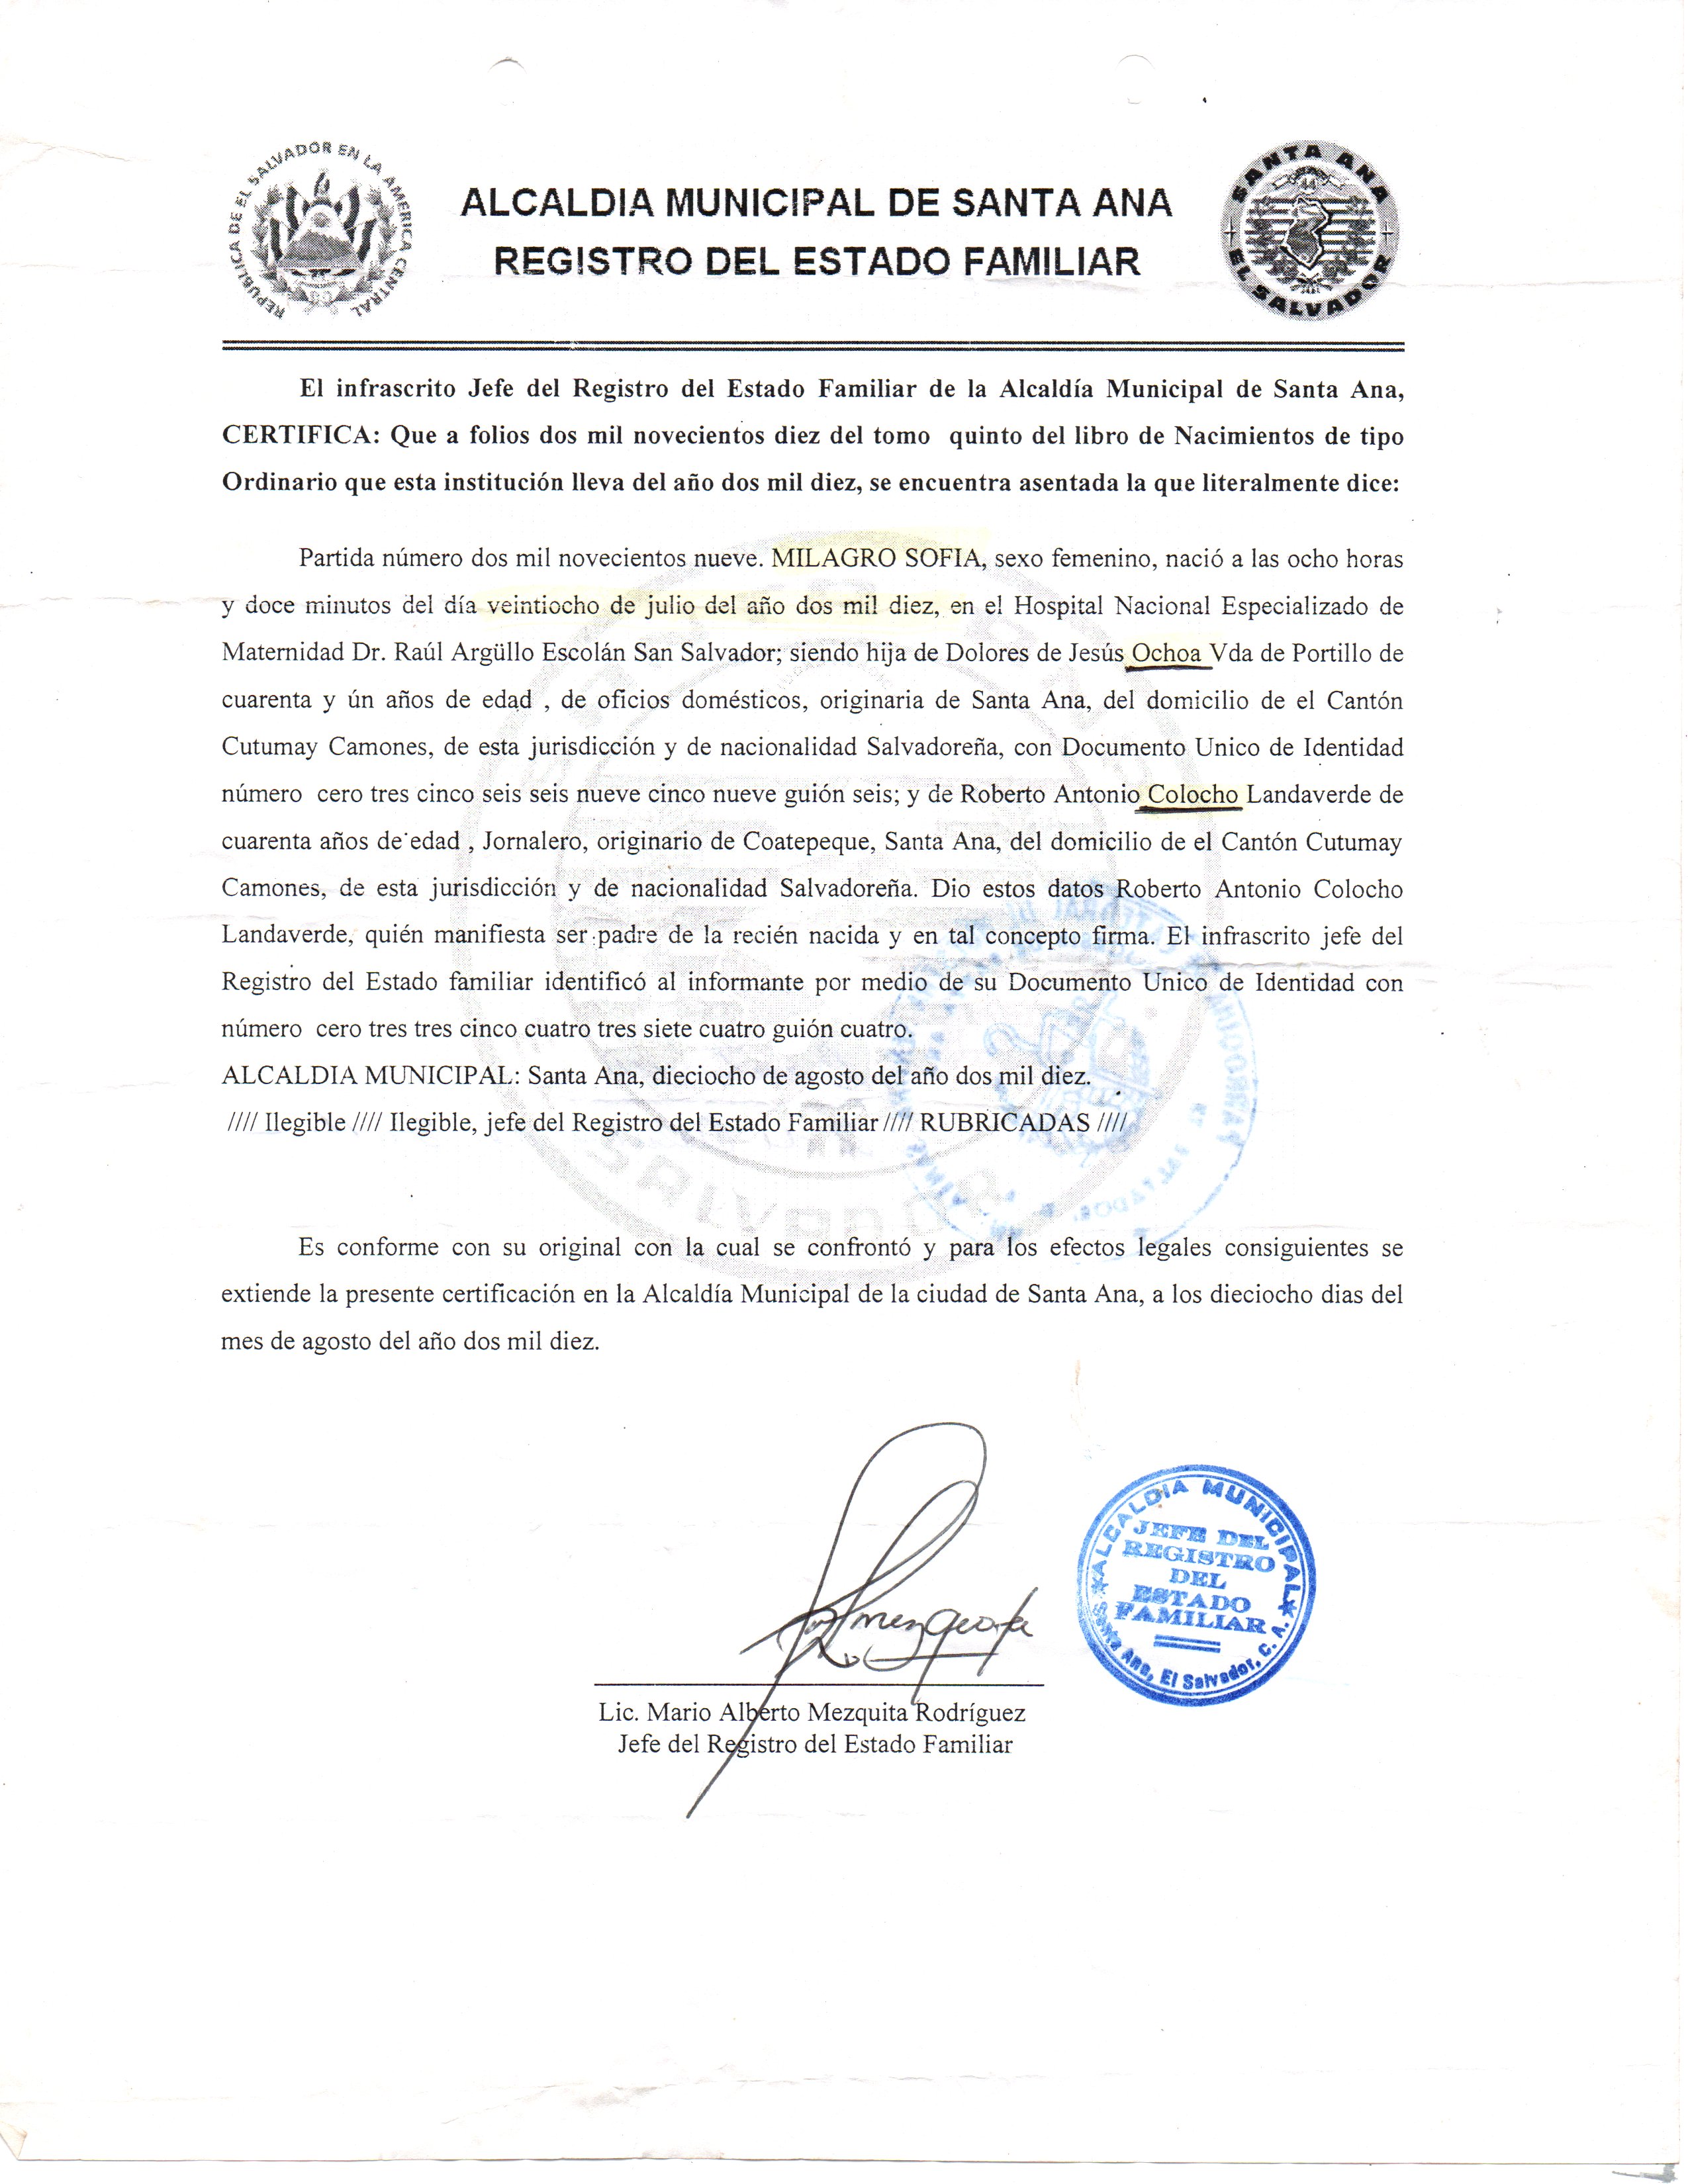 REPUBLICA DE EL SALVADOR EN LA AMERICA CENTRAL
ALCALDIA MUNICIPAL DE SANTA ANA
REGISTRO DEL ESTADO FAMILIAR
SANTA ANA
EL SALVADOR
El infrascrito Jefe del Registro del Estado Familiar de la Alcaldía Municipal de Santa Ana,
CERTIFICA: Que a folios dos mil novecientos diez del tomo quinto del libro de Nacimientos de tipo
Ordinario que esta institución lleva del año dos mil diez, se encuentra asentada la que literalmente dice:
Partida número dos mil novecientos nueve. MILAGRO SOFIA, sexo femenino, nació a las ocho horas
y doce minutos del día veintiocho de julio del año dos mil diez, en el Hospital Nacional Especializado de
Maternidad Dr. Raúl Argüllo Escolán San Salvador; siendo hija de Dolores de Jesús Ochoa Vda de Portillo de
cuarenta y ún años de edad , de oficios domésticos, originaria de Santa Ana, del domicilio de el Cantón
Cutumay Camones, de esta jurisdicción y de nacionalidad Salvadoreña, con Documento Unico de Identidad
número cero tres cinco seis seis nueve cinco nueve guión seis; y de Roberto Antonio Colocho Landaverde de
cuarenta años de edad , Jornalero, originario de Coatepeque, Santa Ana, del domicilio de el Cantón Cutumay
Camones, de esta jurisdicción y de nacionalidad Salvadoreña. Dio estos datos Roberto Antonio Colocho
Landaverde, quién manifiesta ser padre de la recién nacida y en tal concepto firma. El infrascrito jefe del
Registro del Estado familiar identificó al informante por medio de su Documento Unico de Identidad con
número cero tres tres cinco cuatro tres siete cuatro guión cuatro.
ALCALDIA MUNICIPAL: Santa Ana, dieciocho de agosto del año dos mil diez.
//// Ilegible //// Ilegible, jefe del Registro del Estado Familiar //// RUBRICADAS ////
SALVADOR
Es conforme con su original con la cual se confrontó y para los efectos legales consiguientes se
extiende la presente certificación en la Alcaldía Municipal de la ciudad de Santa Ana, a los dieciocho dias del
mes de agosto del año dos mil diez.
ALCALDIA MUNICIPAL
JEFE DEL
REGISTRO
DEL
ESTADO
FAMILIAR
Santa Ana, El Salvador, C. A.
Lic. Mario Alberto Mezquita Rodríguez
Jefe del Registro del Estado Familiar